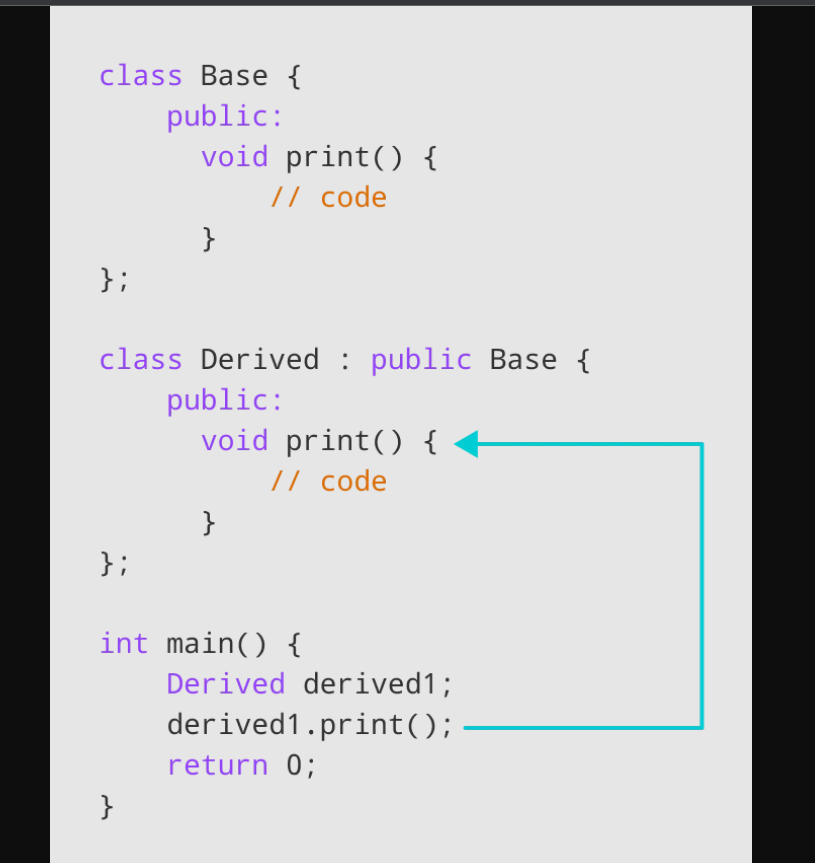 class Base {
    public:
      void print() {
          // code
      }
};

class Derived : public Base {
    public:
      void print() {
          // code
      }
};

int main() {
    Derived derived1;
    derived1.print();
    return 0;
}